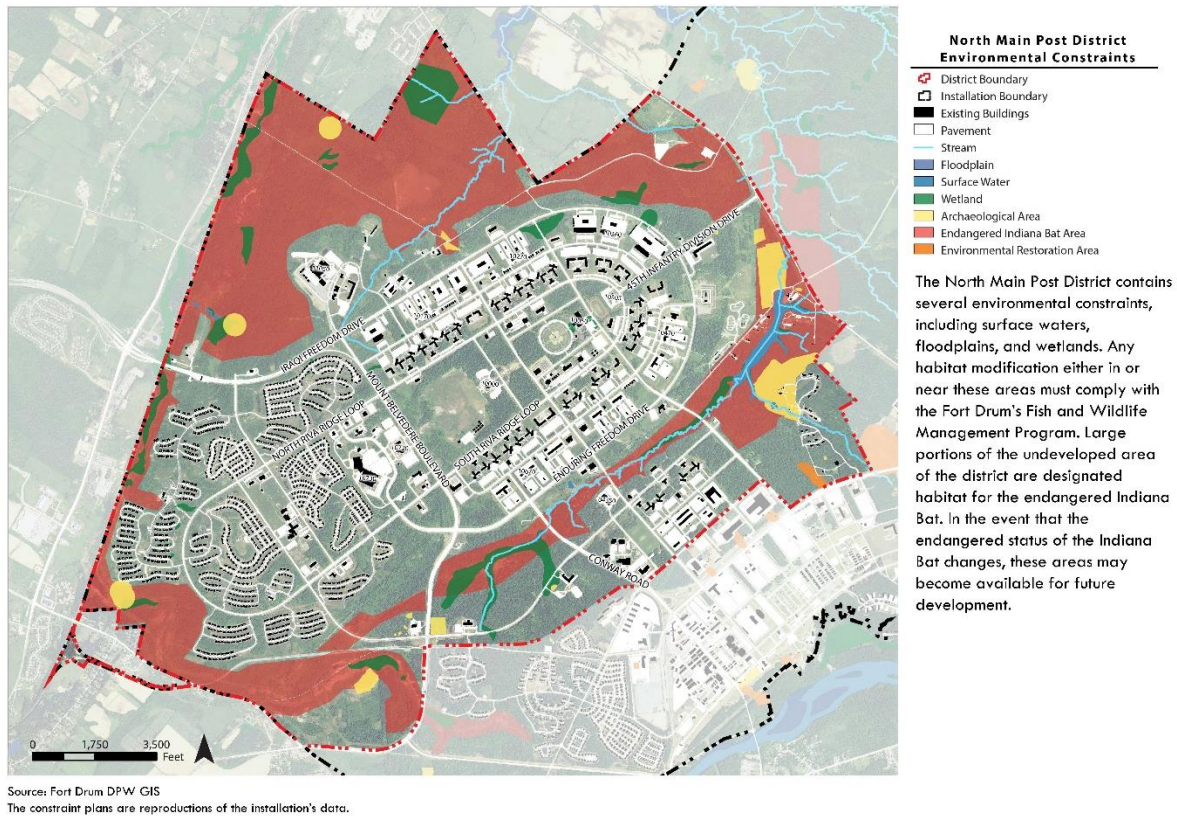 North Main Post District
Environmental Constraints
District Boundary
Installation Boundary
Existing Buildings
Pavement
Stream
Floodplain
Surface Water
Wetland
Archaeological Area
Endangered Indiana Bat Area
Environmental Restoration Area
The North Main Post District contains
several environmental constraints,
including surface waters,
floodplains, and wetlands. Any
habitat modification either in or
near these areas must comply with
the Fort Drum's Fish and Wildlife
Management Program. Large
portions of the undeveloped area
of the district are designated
habitat for the endangered Indiana
Bat. In the event that the
endangered status of the Indiana
Bat changes, these areas may
become available for future
development.
45TH INFANTRY DIVISION DRIVE
IRAQI FREEDOM DRIVE
MOUNT BELVEDERE BOULEVARD
NORTH RIVA RIDGE LOOP
SOUTH RIVA RIDGE LOOP
ENDURING FREEDOM DRIVE
CONWAY ROAD
0 1,750 3,500
Feet
Source: Fort Drum DPW GIS
The constraint plans are reproductions of the installation's data.